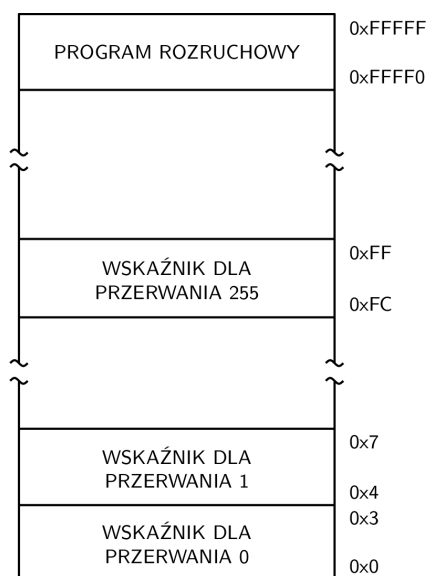 0xFFFFF
PROGRAM ROZRUCHOWY
0xFFFF0
0xFF
WSKAŹNIK DLA
PRZERWANIA 255
0xFC
0x7
WSKAŹNIK DLA
PRZERWANIA 1
0x4
0x3
WSKAŹNIK DLA
PRZERWANIA 0
0x0